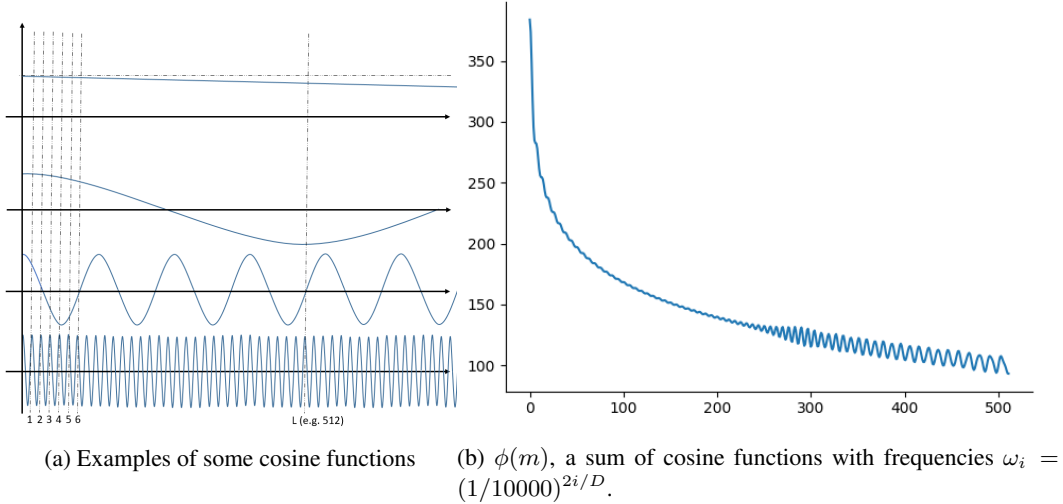 1 2 3 4 5 6
L (e.g. 512)
350
300
250
200
150
100
0 100 200 300 400 500
(a) Examples of some cosine functions
(b) ϕ(m), a sum of cosine functions with frequencies ω_i =
(1/10000)^{2i/D}.